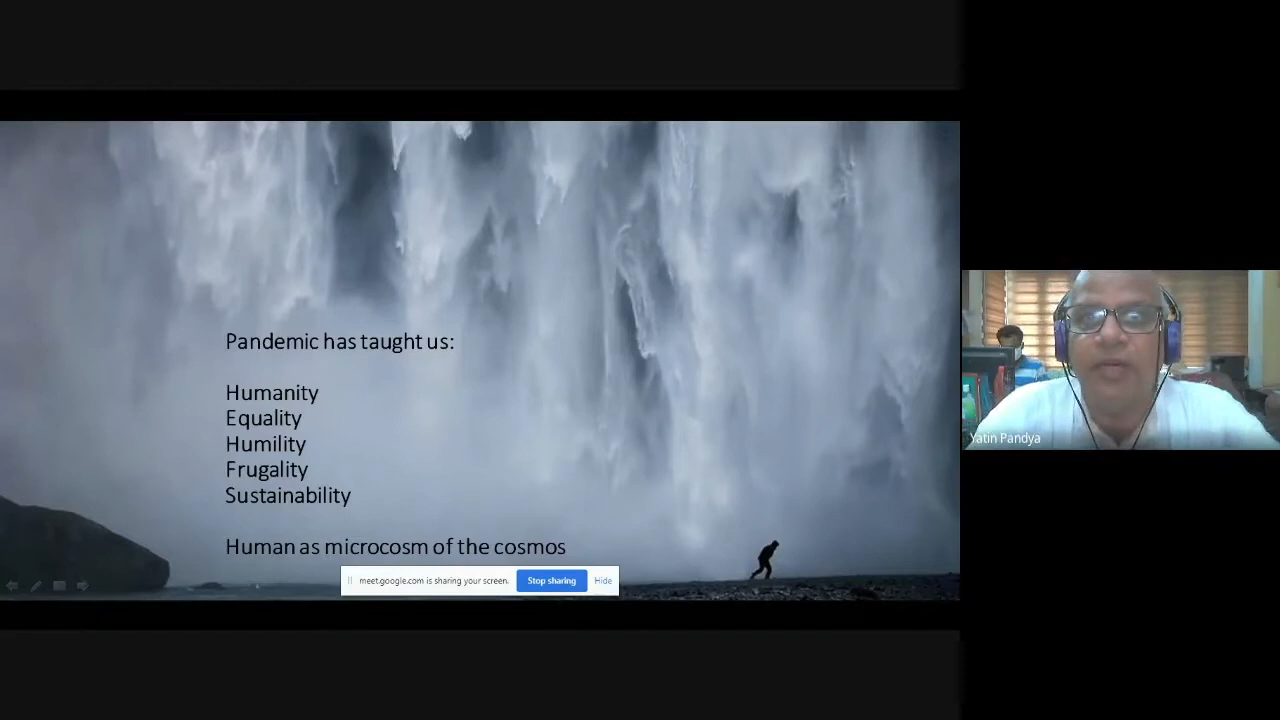 Pandemic has taught us:
Humanity
Equality
Humility
Frugality
Sustainability
Human as microcosm of the cosmos
meet.google.com is sharing your screen.
Stop sharing
Hide
Yatin Pandya